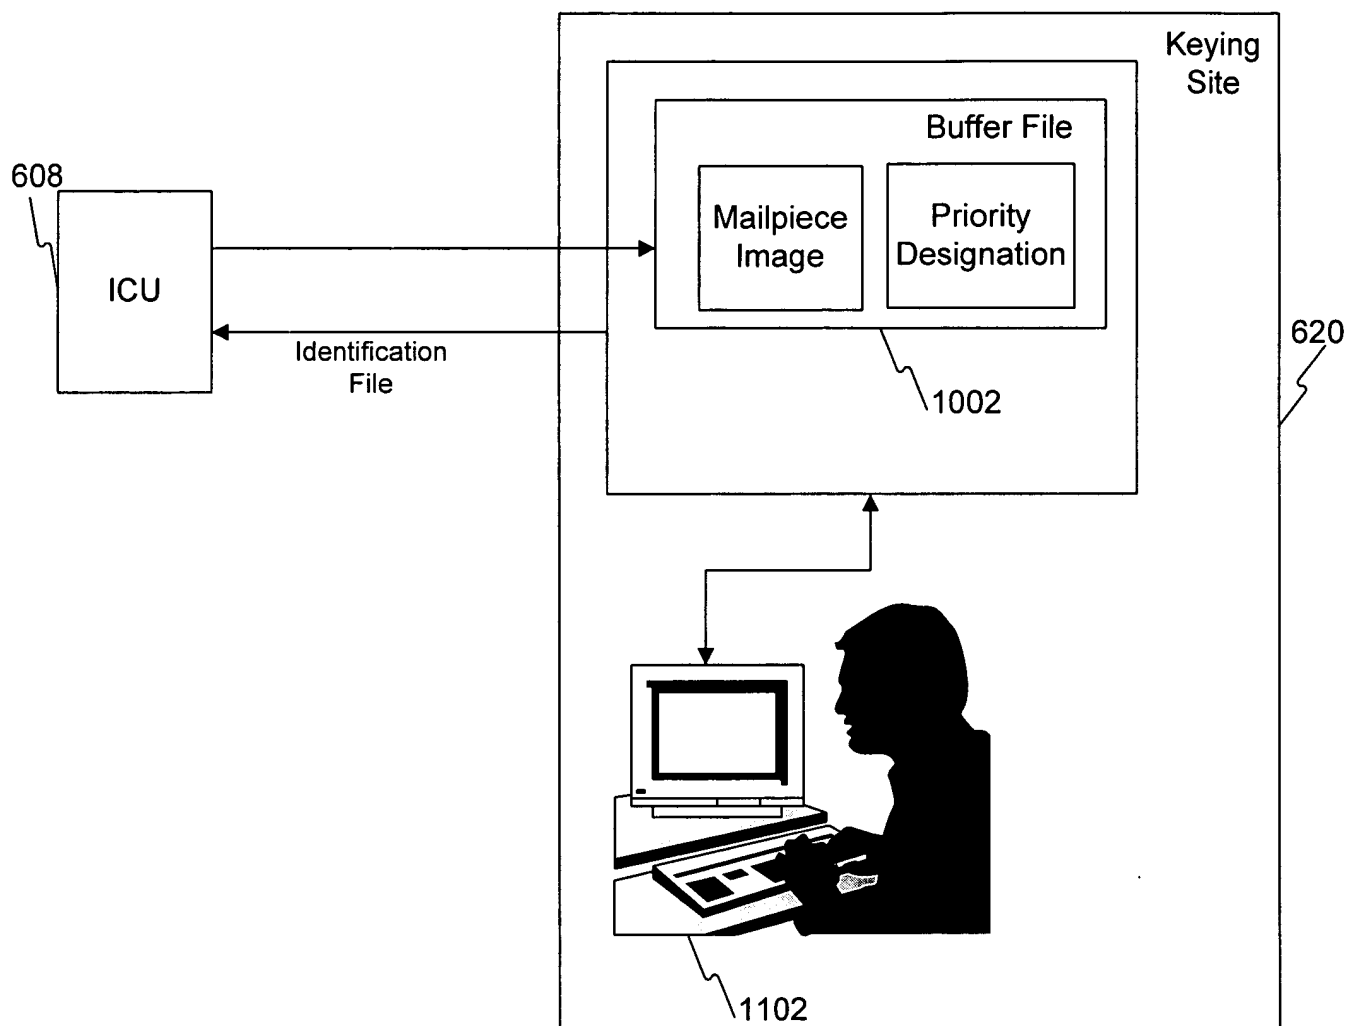 Keying
Site
Buffer File
608
Mailpiece
Image
Priority
Designation
ICU
620
Identification
File
1002
1102